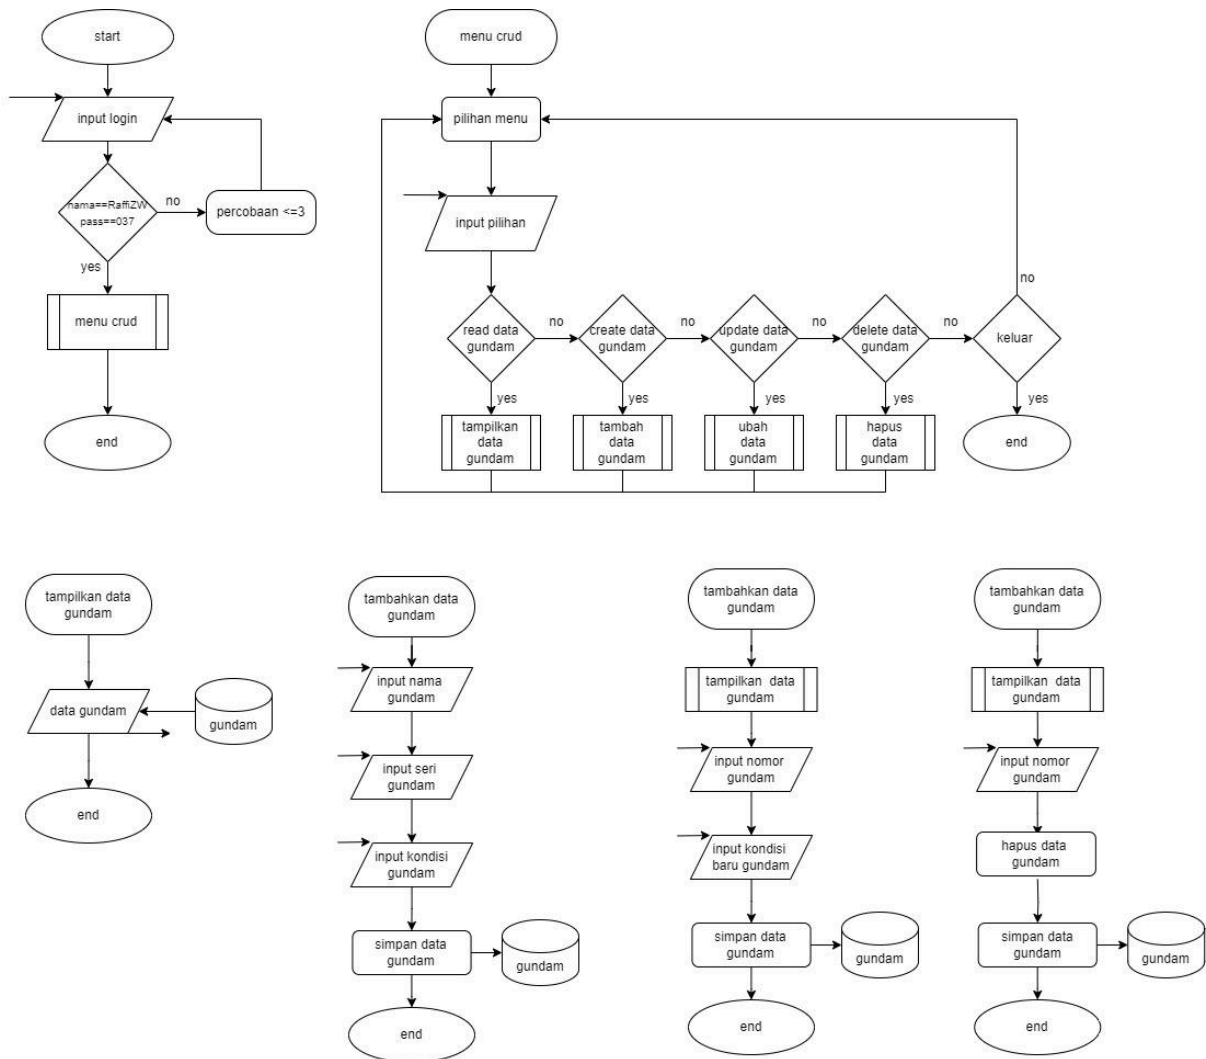 start
input login
nama==RaffiZW
pass==037
no
percobaan <=3
yes
menu crud
end
menu crud
pilihan menu
input pilihan
read data
gundam
no
create data
gundam
no
update data
gundam
no
delete data
gundam
no
keluar
no
yes
yes
yes
yes
yes
tampilkan
data
gundam
tambah
data
gundam
ubah
data
gundam
hapus
data
gundam
end
tampilkan data
gundam
data gundam
gundam
end
tambahkan data
gundam
input nama
gundam
input seri
gundam
input kondisi
gundam
simpan data
gundam
gundam
end
tambahkan data
gundam
tampilkan data
gundam
input nomor
gundam
input kondisi
baru gundam
simpan data
gundam
gundam
end
tambahkan data
gundam
tampilkan data
gundam
input nomor
gundam
hapus data
gundam
simpan data
gundam
gundam
end